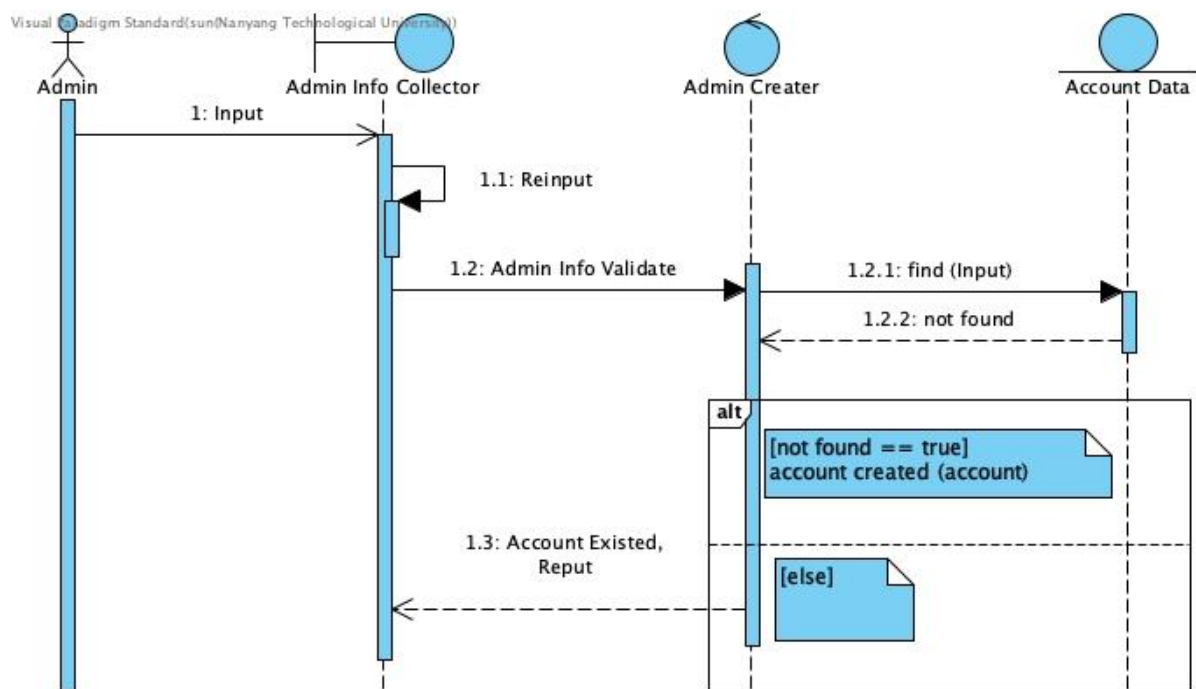 Visual Paradigm Standard(sun(Nanyang Technological University))
Admin
Admin Info Collector
Admin Creater
Account Data
1: Input
1.1: Reinput
1.2: Admin Info Validate
1.2.1: find (Input)
1.2.2: not found
alt
[not found == true]
account created (account)
1.3: Account Existed,
Reput
[else]